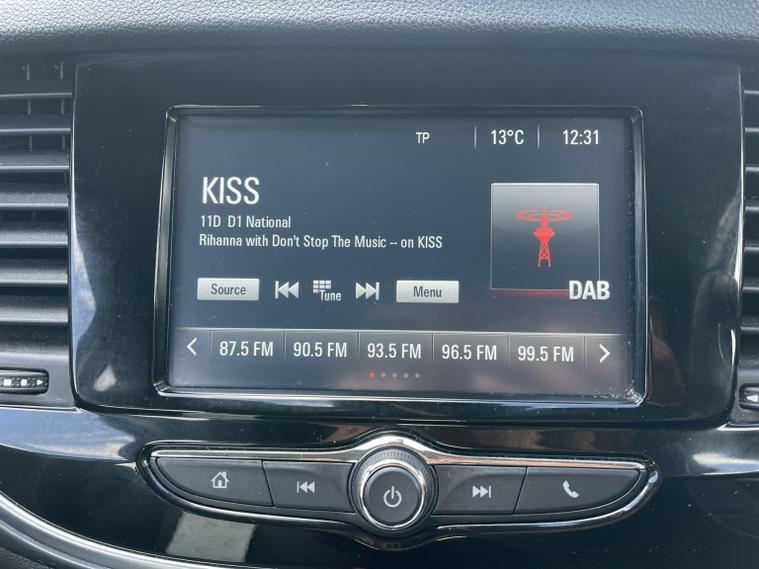 TP 13°C 12:31
KISS
11D D1 National
Rihanna with Don't Stop The Music -- on KISS
DAB
Source Tune Menu
87.5 FM 90.5 FM 93.5 FM 96.5 FM 99.5 FM